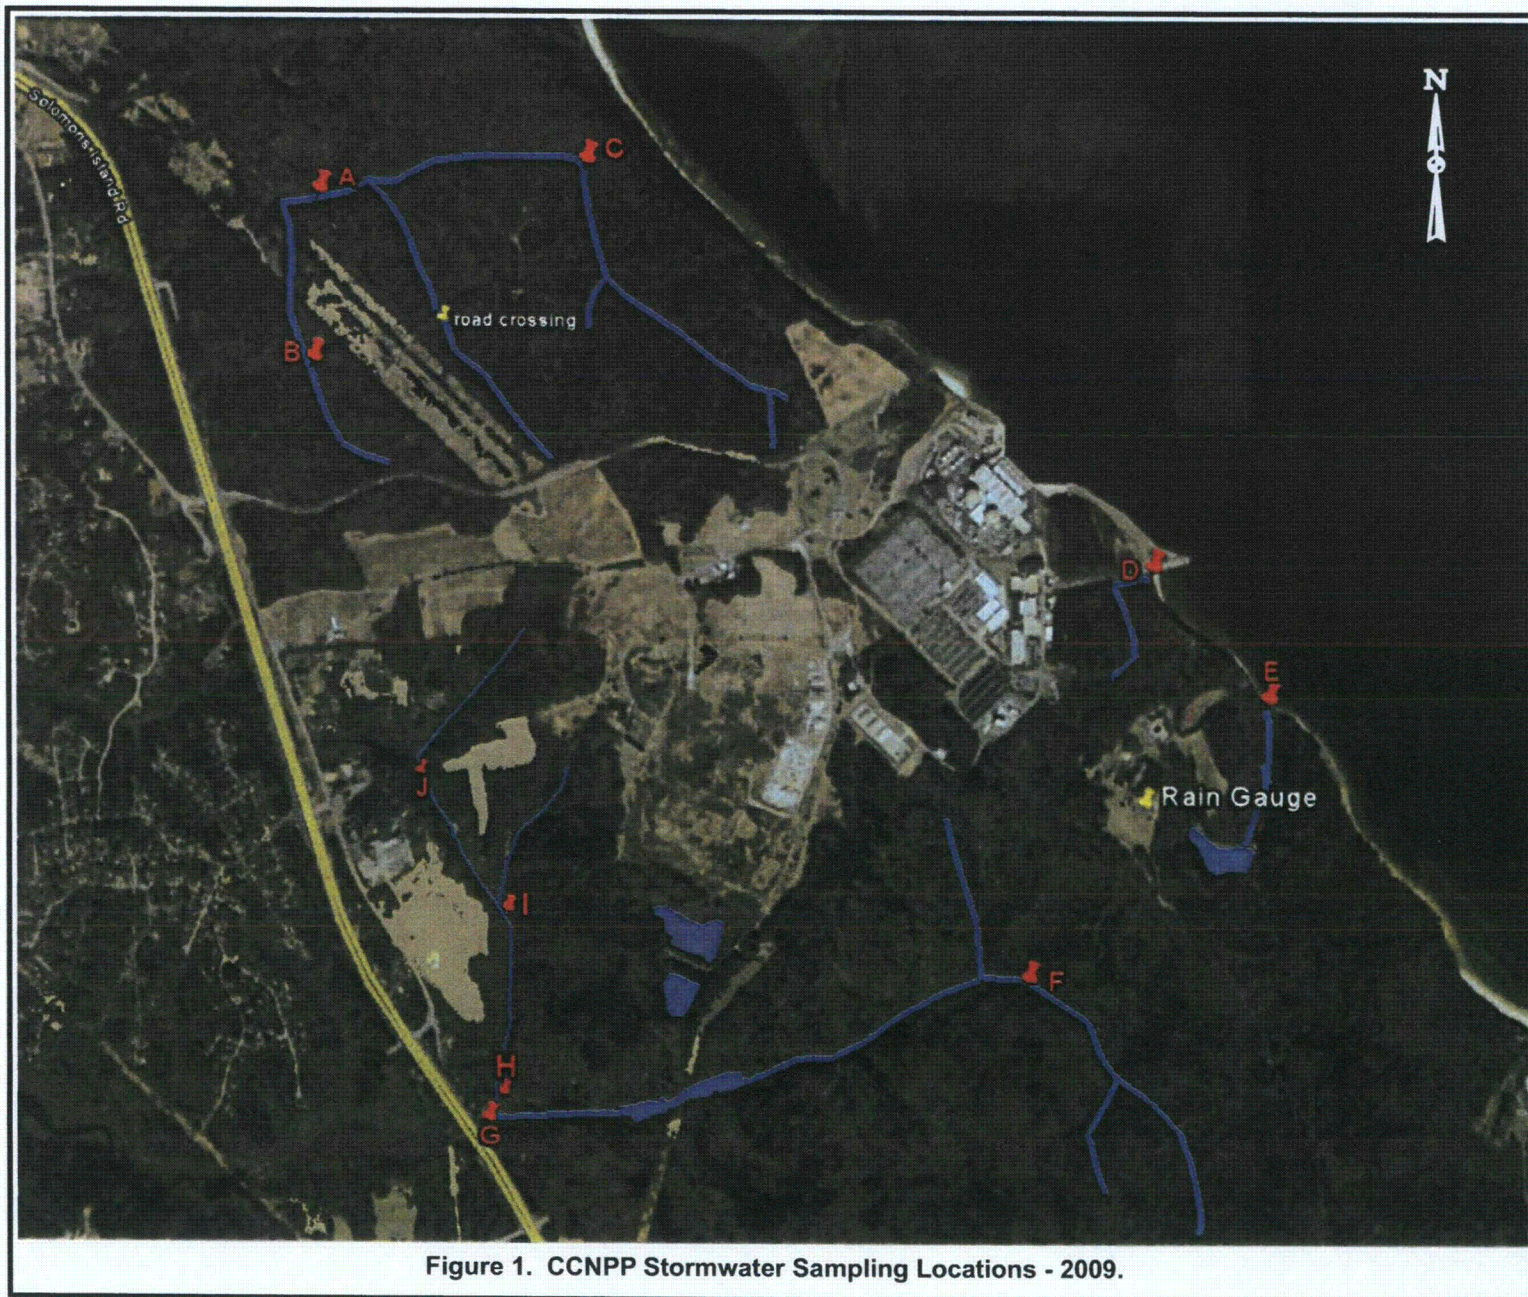 N
Solomons Island Rd
C
A
road crossing
B
D
E
Rain Gauge
J
I
F
H
G
Figure 1. CCNPP Stormwater Sampling Locations - 2009.